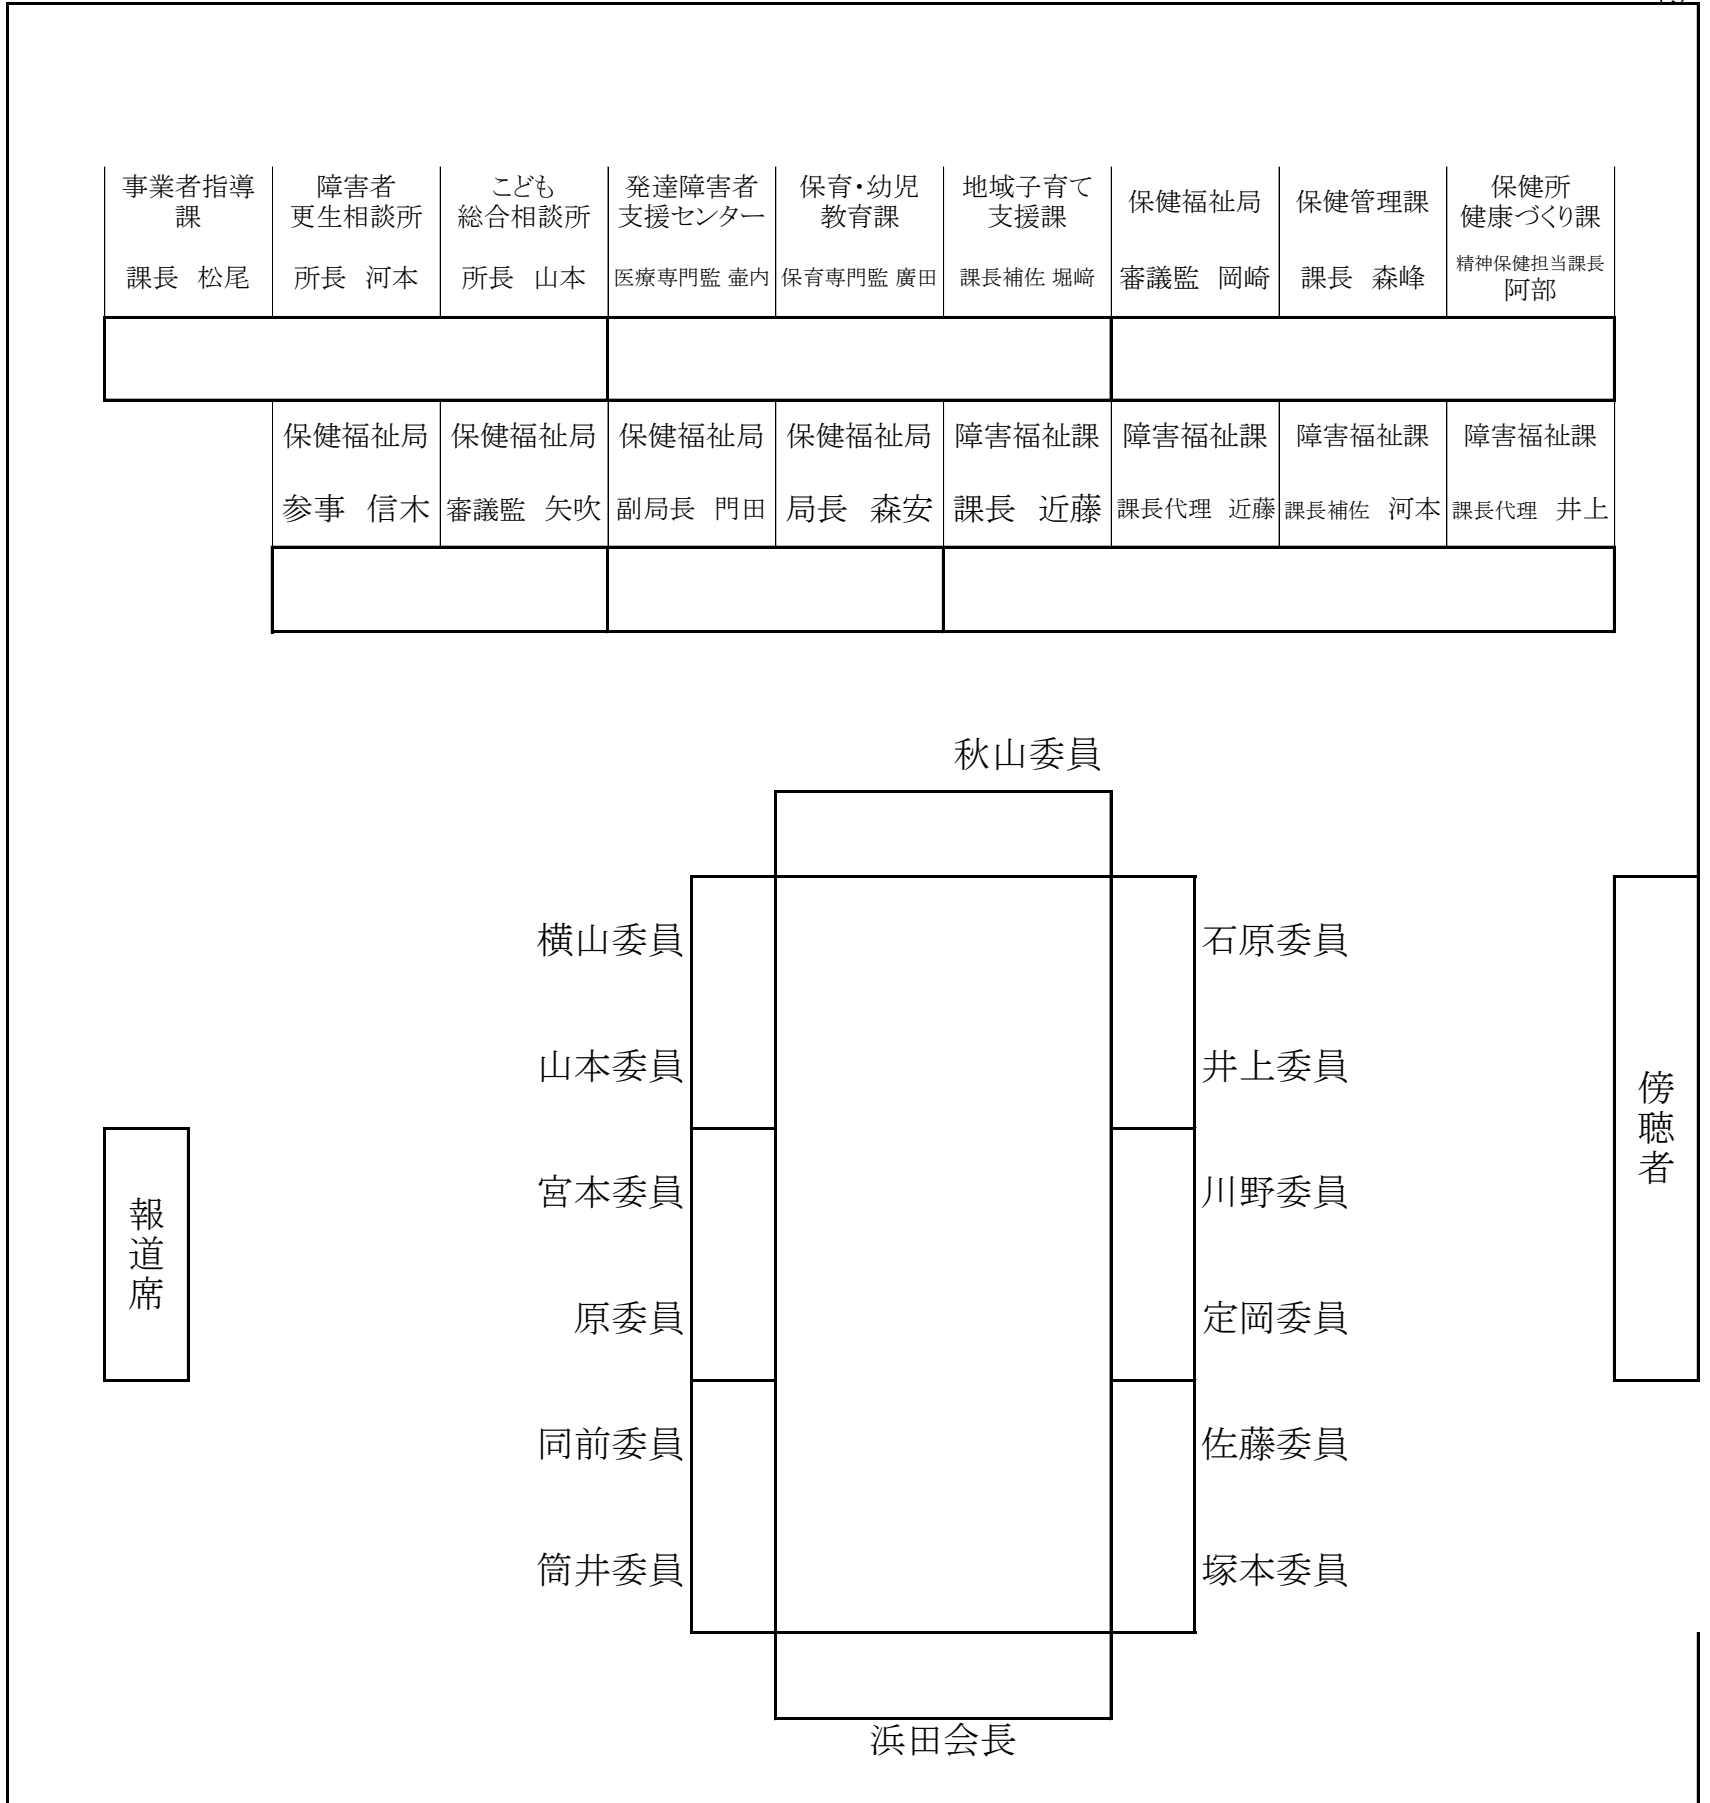 事業者指導
課
課長 松尾
障害者
更生相談所
所長 河本
こども
総合相談所
所長 山本
発達障害者
支援センター
医療専門監 壷内
保育・幼児
教育課
保育専門監 廣田
地域子育て
支援課
課長補佐 堀﨑
保健福祉局
審議監 岡崎
保健管理課
課長 森峰
保健所
健康づくり課
精神保健担当課長
阿部
保健福祉局
参事 信木
保健福祉局
審議監 矢吹
保健福祉局
副局長 門田
保健福祉局
局長 森安
障害福祉課
課長 近藤
障害福祉課
課長代理 近藤
障害福祉課
課長補佐 河本
障害福祉課
課長代理 井上
秋山委員
横山委員
石原委員
山本委員
井上委員
宮本委員
川野委員
原委員
定岡委員
同前委員
佐藤委員
筒井委員
塚本委員
浜田会長
報道席
傍聴者